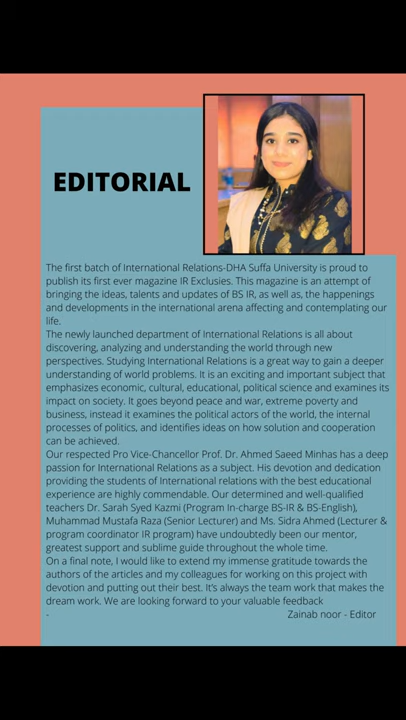 EDITORIAL
The first batch of International Relations-DHA Suffa University is proud to
publish its first ever magazine IR Exclusies. This magazine is an attempt of
bringing the ideas, talents and updates of BS IR, as well as, the happenings
and developments in the international arena affecting and contemplating our
life.
The newly launched department of International Relations is all about
discovering, analyzing and understanding the world through new
perspectives. Studying International Relations is a great way to gain a deeper
understanding of world problems. It is an exciting and important subject that
emphasizes economic, cultural, educational, political science and examines its
impact on society. It goes beyond peace and war, extreme poverty and
business, instead it examines the political actors of the world, the internal
processes of politics, and identifies ideas on how solution and cooperation
can be achieved.
Our respected Pro Vice-Chancellor Prof. Dr. Ahmed Saeed Minhas has a deep
passion for International Relations as a subject. His devotion and dedication
providing the students of International relations with the best educational
experience are highly commendable. Our determined and well-qualified
teachers Dr. Sarah Syed Kazmi (Program In-charge BS-IR & BS-English),
Muhammad Mustafa Raza (Senior Lecturer) and Ms. Sidra Ahmed (Lecturer &
program coordinator IR program) have undoubtedly been our mentor,
greatest support and sublime guide throughout the whole time.
On a final note, I would like to extend my immense gratitude towards the
authors of the articles and my colleagues for working on this project with
devotion and putting out their best. It's always the team work that makes the
dream work. We are looking forward to your valuable feedback
- Zainab noor - Editor